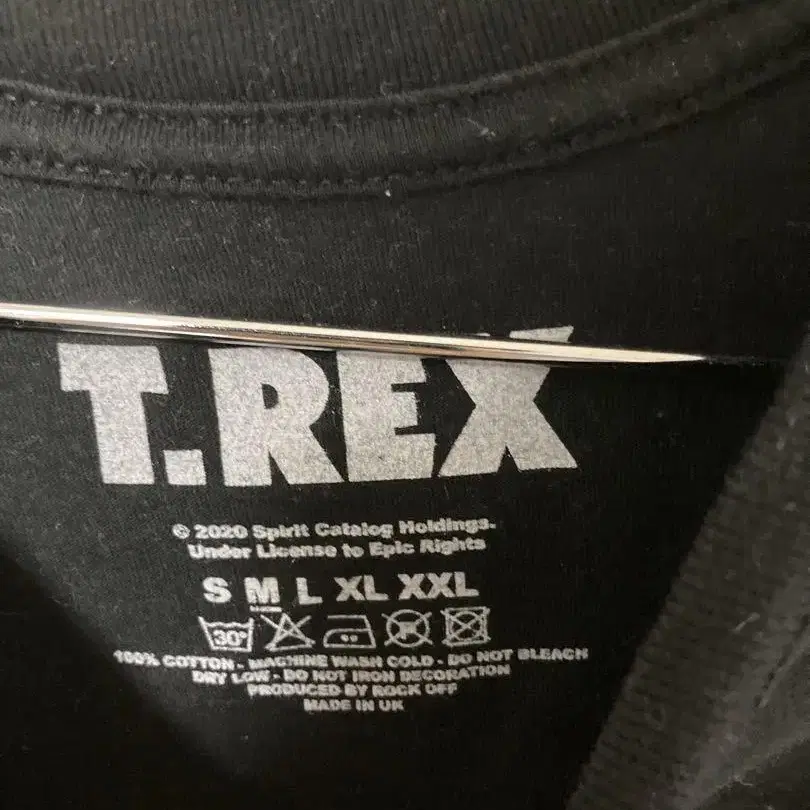 T.REX
© 2020 Spirit Catalog Holdings.
Under License to Epic Rights
S M L XL XXL
30°
100% COTTON - MACHINE WASH COLD - DO NOT BLEACH
DRY LOW - DO NOT IRON DECORATION
PRODUCED BY ROCK OFF
MADE IN UK